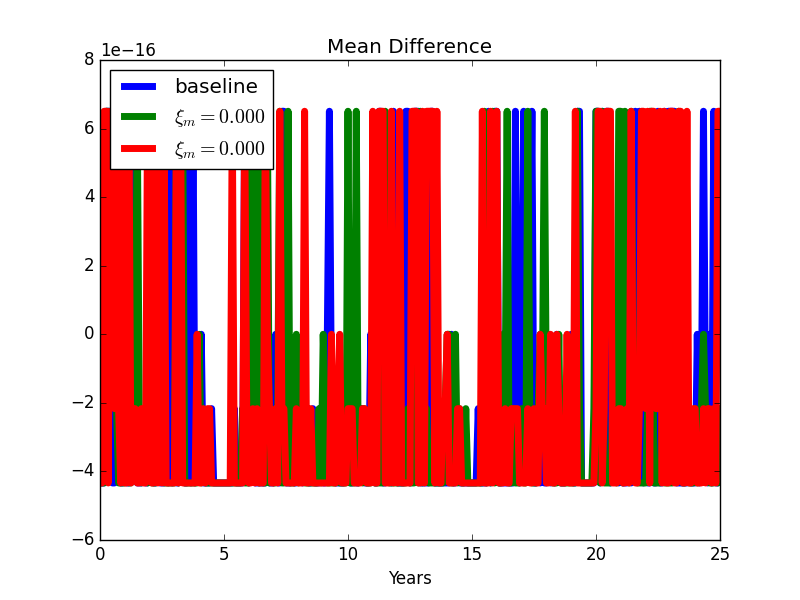 Mean Difference
1e−16
8
6
4
2
0
−2
−4
−6
baseline
ξm = 0.000
ξm = 0.000
0 5 10 15 20 25
Years